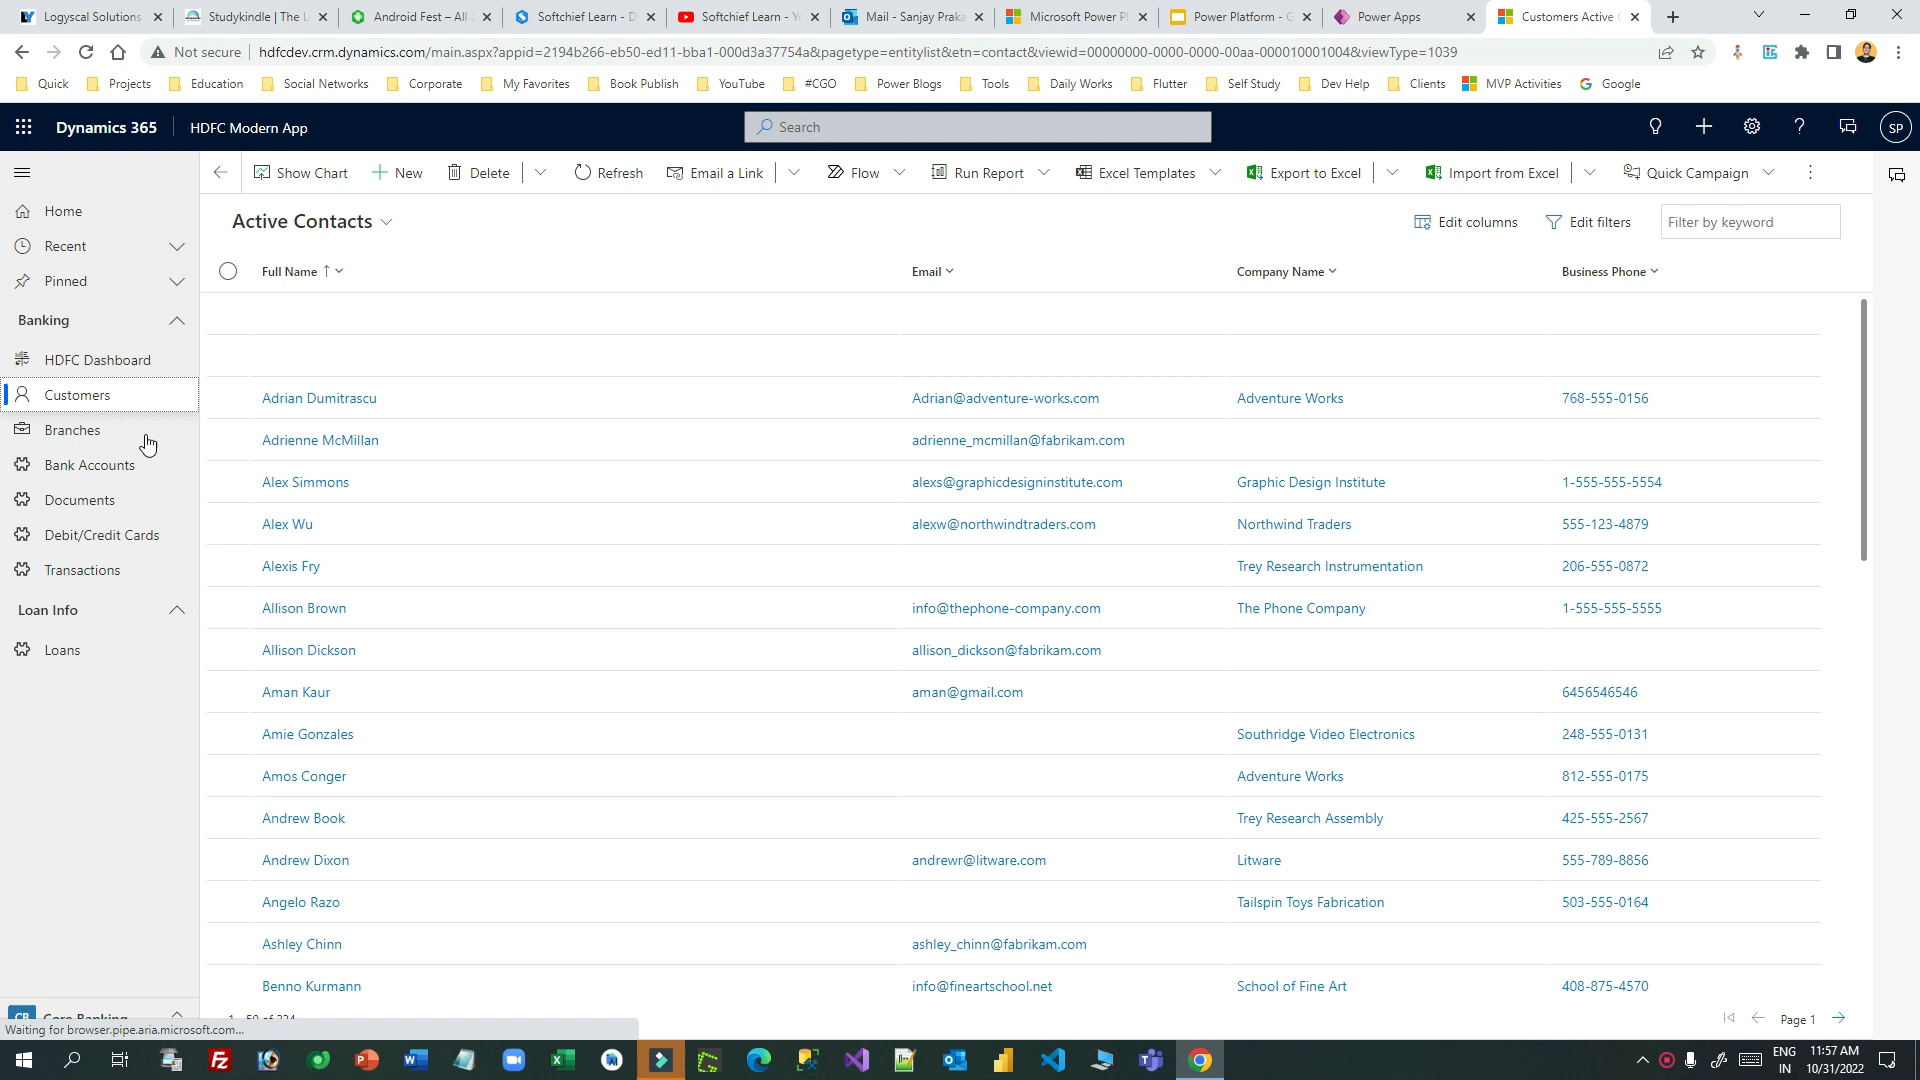 Logyscal Solutions
Studykindle | The L
Android Fest – All
Softchief Learn - D
Softchief Learn - Yo
Mail - Sanjay Praka
Microsoft Power Pl
Power Platform - G
Power Apps
Customers Active
Not secure
hdfcdev.crm.dynamics.com/main.aspx?appid=2194b266-eb50-ed11-bba1-000d3a37754a&pagetype=entitylist&etn=contact&viewid=00000000-0000-0000-00aa-000010001004&viewType=1039
Quick
Projects
Education
Social Networks
Corporate
My Favorites
Book Publish
YouTube
#CGO
Power Blogs
Tools
Daily Works
Flutter
Self Study
Dev Help
Clients
MVP Activities
Google
Dynamics 365
HDFC Modern App
Search
SP
Show Chart
New
Delete
Refresh
Email a Link
Flow
Run Report
Excel Templates
Export to Excel
Import from Excel
Quick Campaign
Home
Recent
Pinned
Banking
HDFC Dashboard
Customers
Branches
Bank Accounts
Documents
Debit/Credit Cards
Transactions
Loan Info
Loans
Active Contacts
Edit columns
Edit filters
Filter by keyword
Full Name Email Company Name Business Phone
Adrian Dumitrascu Adrian@adventure-works.com Adventure Works 768-555-0156
Adrienne McMillan adrienne_mcmillan@fabrikam.com
Alex Simmons alexs@graphicdesigninstitute.com Graphic Design Institute 1-555-555-5554
Alex Wu alexw@northwindtraders.com Northwind Traders 555-123-4879
Alexis Fry Trey Research Instrumentation 206-555-0872
Allison Brown info@thephone-company.com The Phone Company 1-555-555-5555
Allison Dickson allison_dickson@fabrikam.com
Aman Kaur aman@gmail.com 6456546546
Amie Gonzales Southridge Video Electronics 248-555-0131
Amos Conger Adventure Works 812-555-0175
Andrew Book Trey Research Assembly 425-555-2567
Andrew Dixon andrewr@litware.com Litware 555-789-8856
Angelo Razo Tailspin Toys Fabrication 503-555-0164
Ashley Chinn ashley_chinn@fabrikam.com
Benno Kurmann info@fineartschool.net School of Fine Art 408-875-4570
CB Core Banking
1 - 50 of 224
Page 1
Waiting for browser.pipe.aria.microsoft.com...
ENG
IN
11:57 AM
10/31/2022